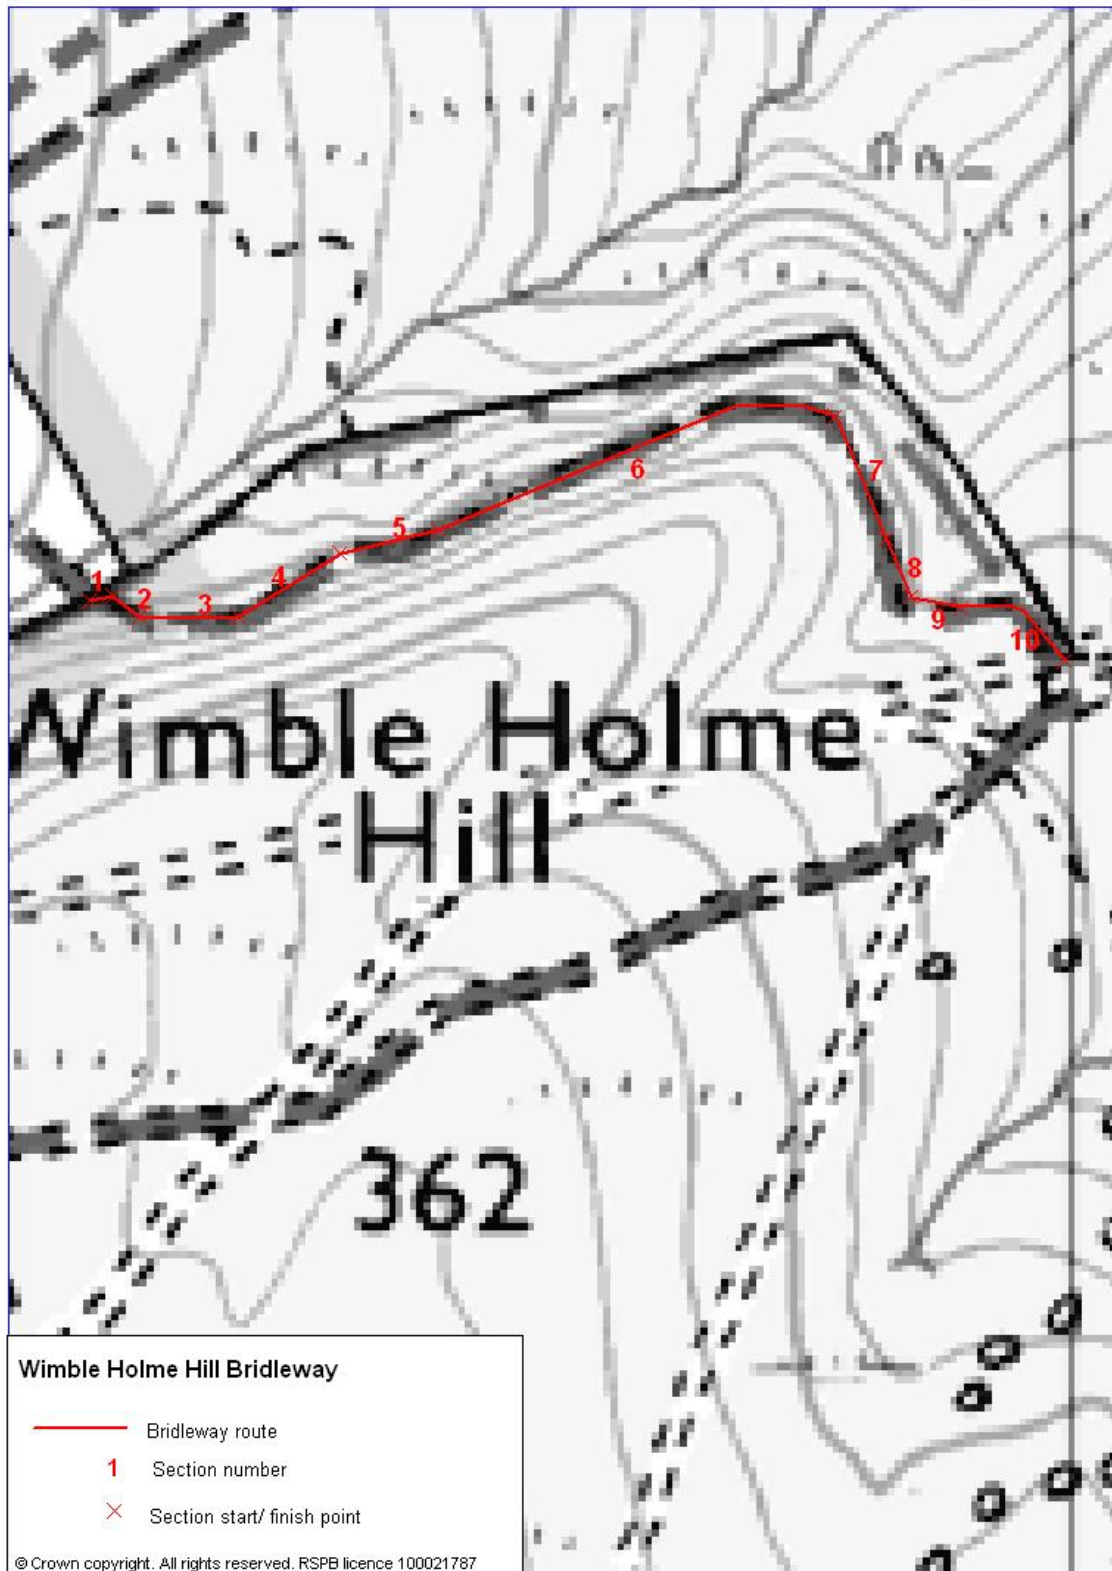 7
6
5
8
1
4
2
3
9
10
Wimble Holme
Hill
362
Wimble Holme Hill Bridleway
Bridleway route
1 Section number
Section start/ finish point
© Crown copyright. All rights reserved. RSPB licence 100021787